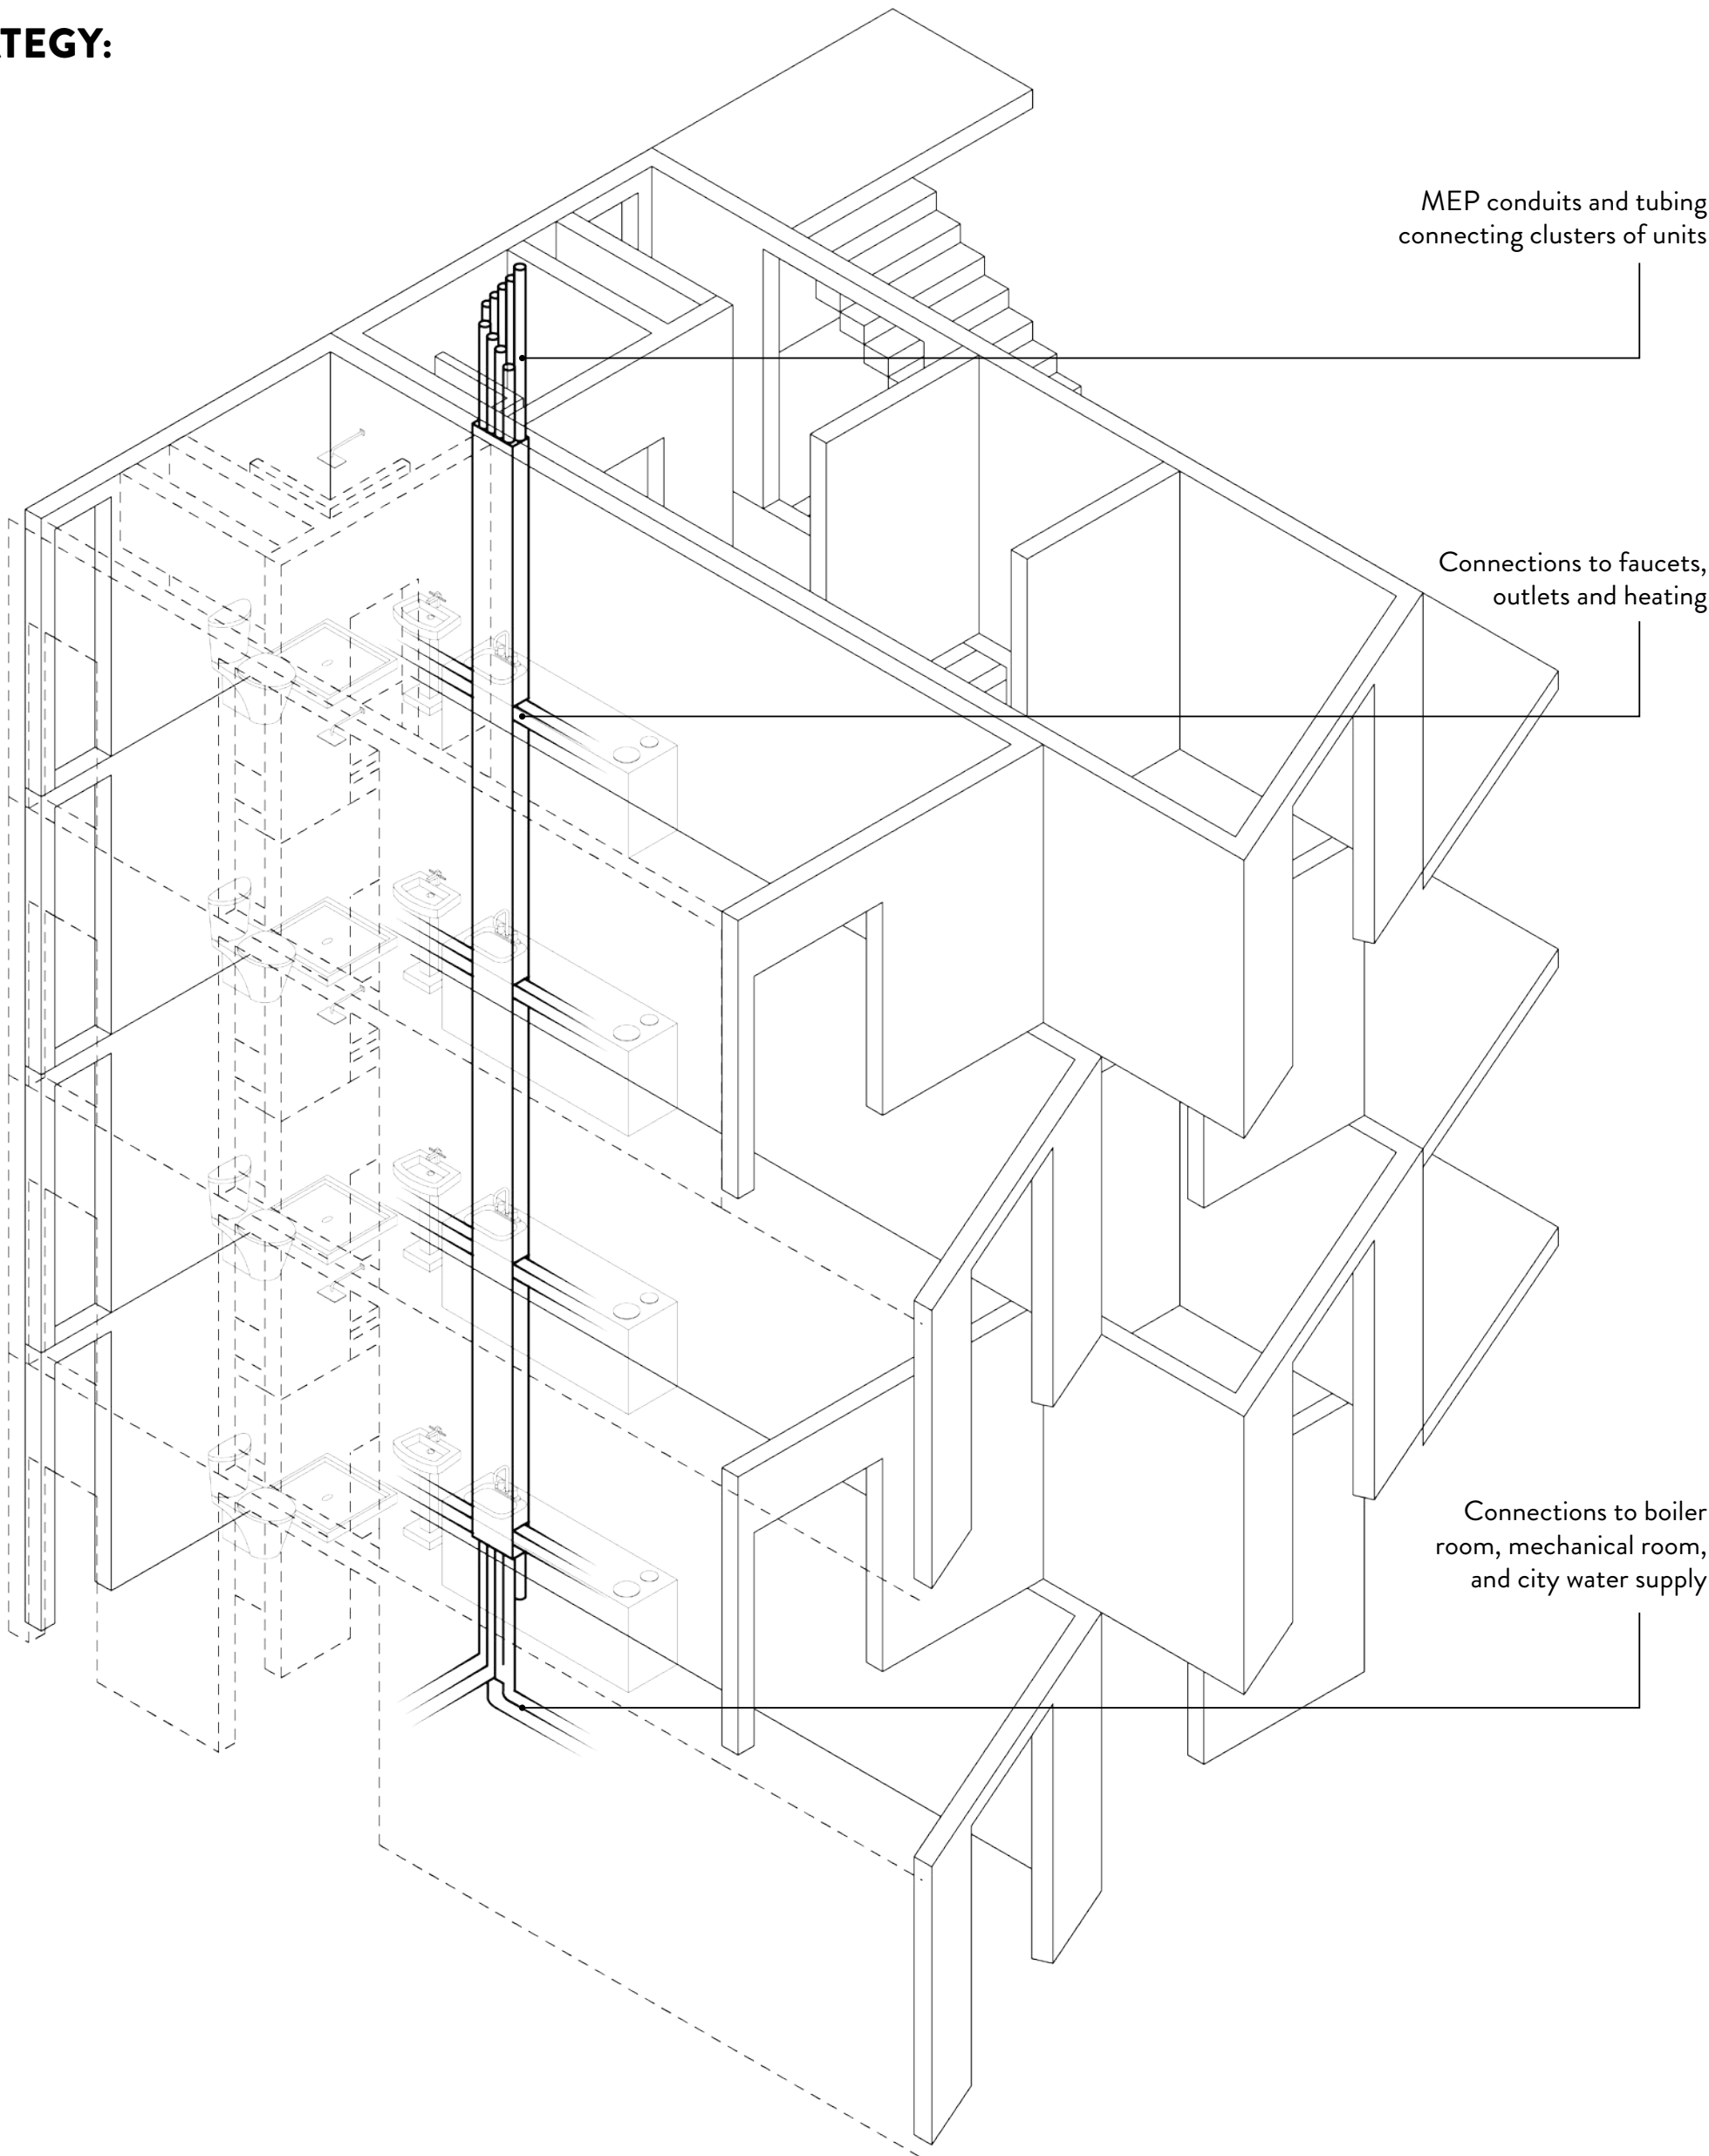 TEGY:
MEP conduits and tubing
connecting clusters of units
Connections to faucets,
outlets and heating
Connections to boiler
room, mechanical room,
and city water supply